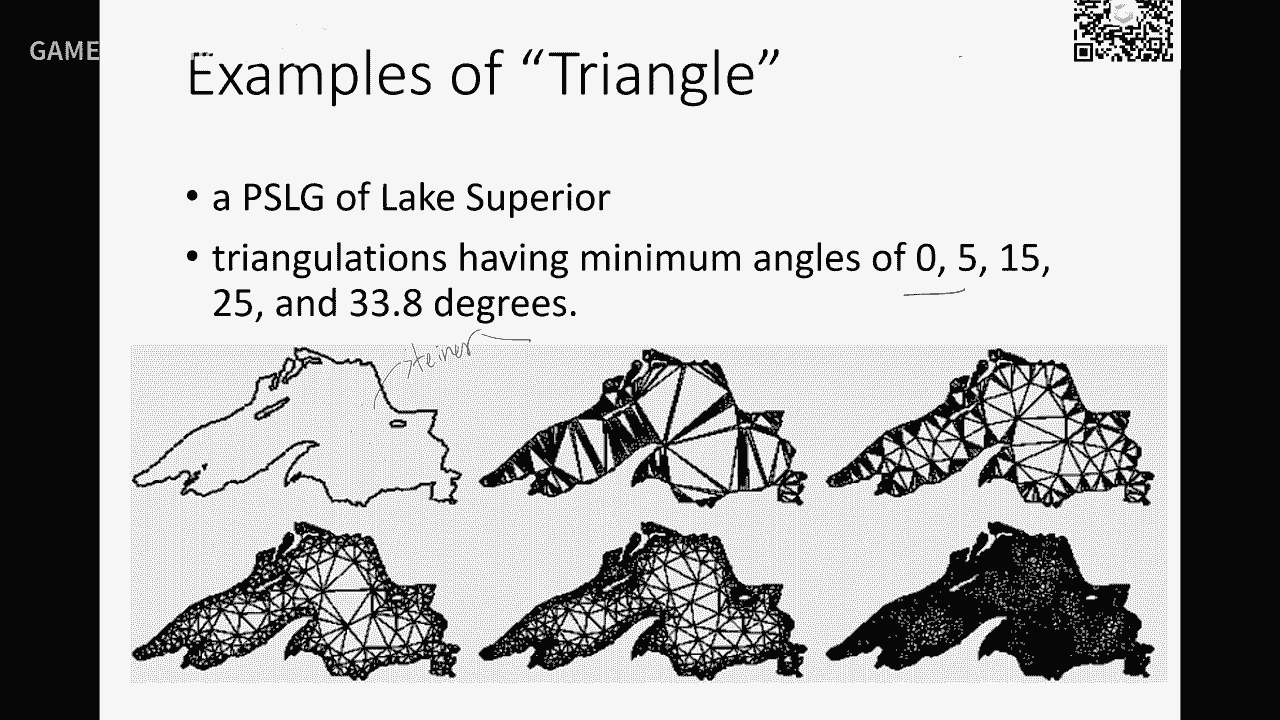 GAME
Examples of “Triangle”
• a PSLG of Lake Superior
• triangulations having minimum angles of 0, 5, 15,
25, and 33.8 degrees.
steiner